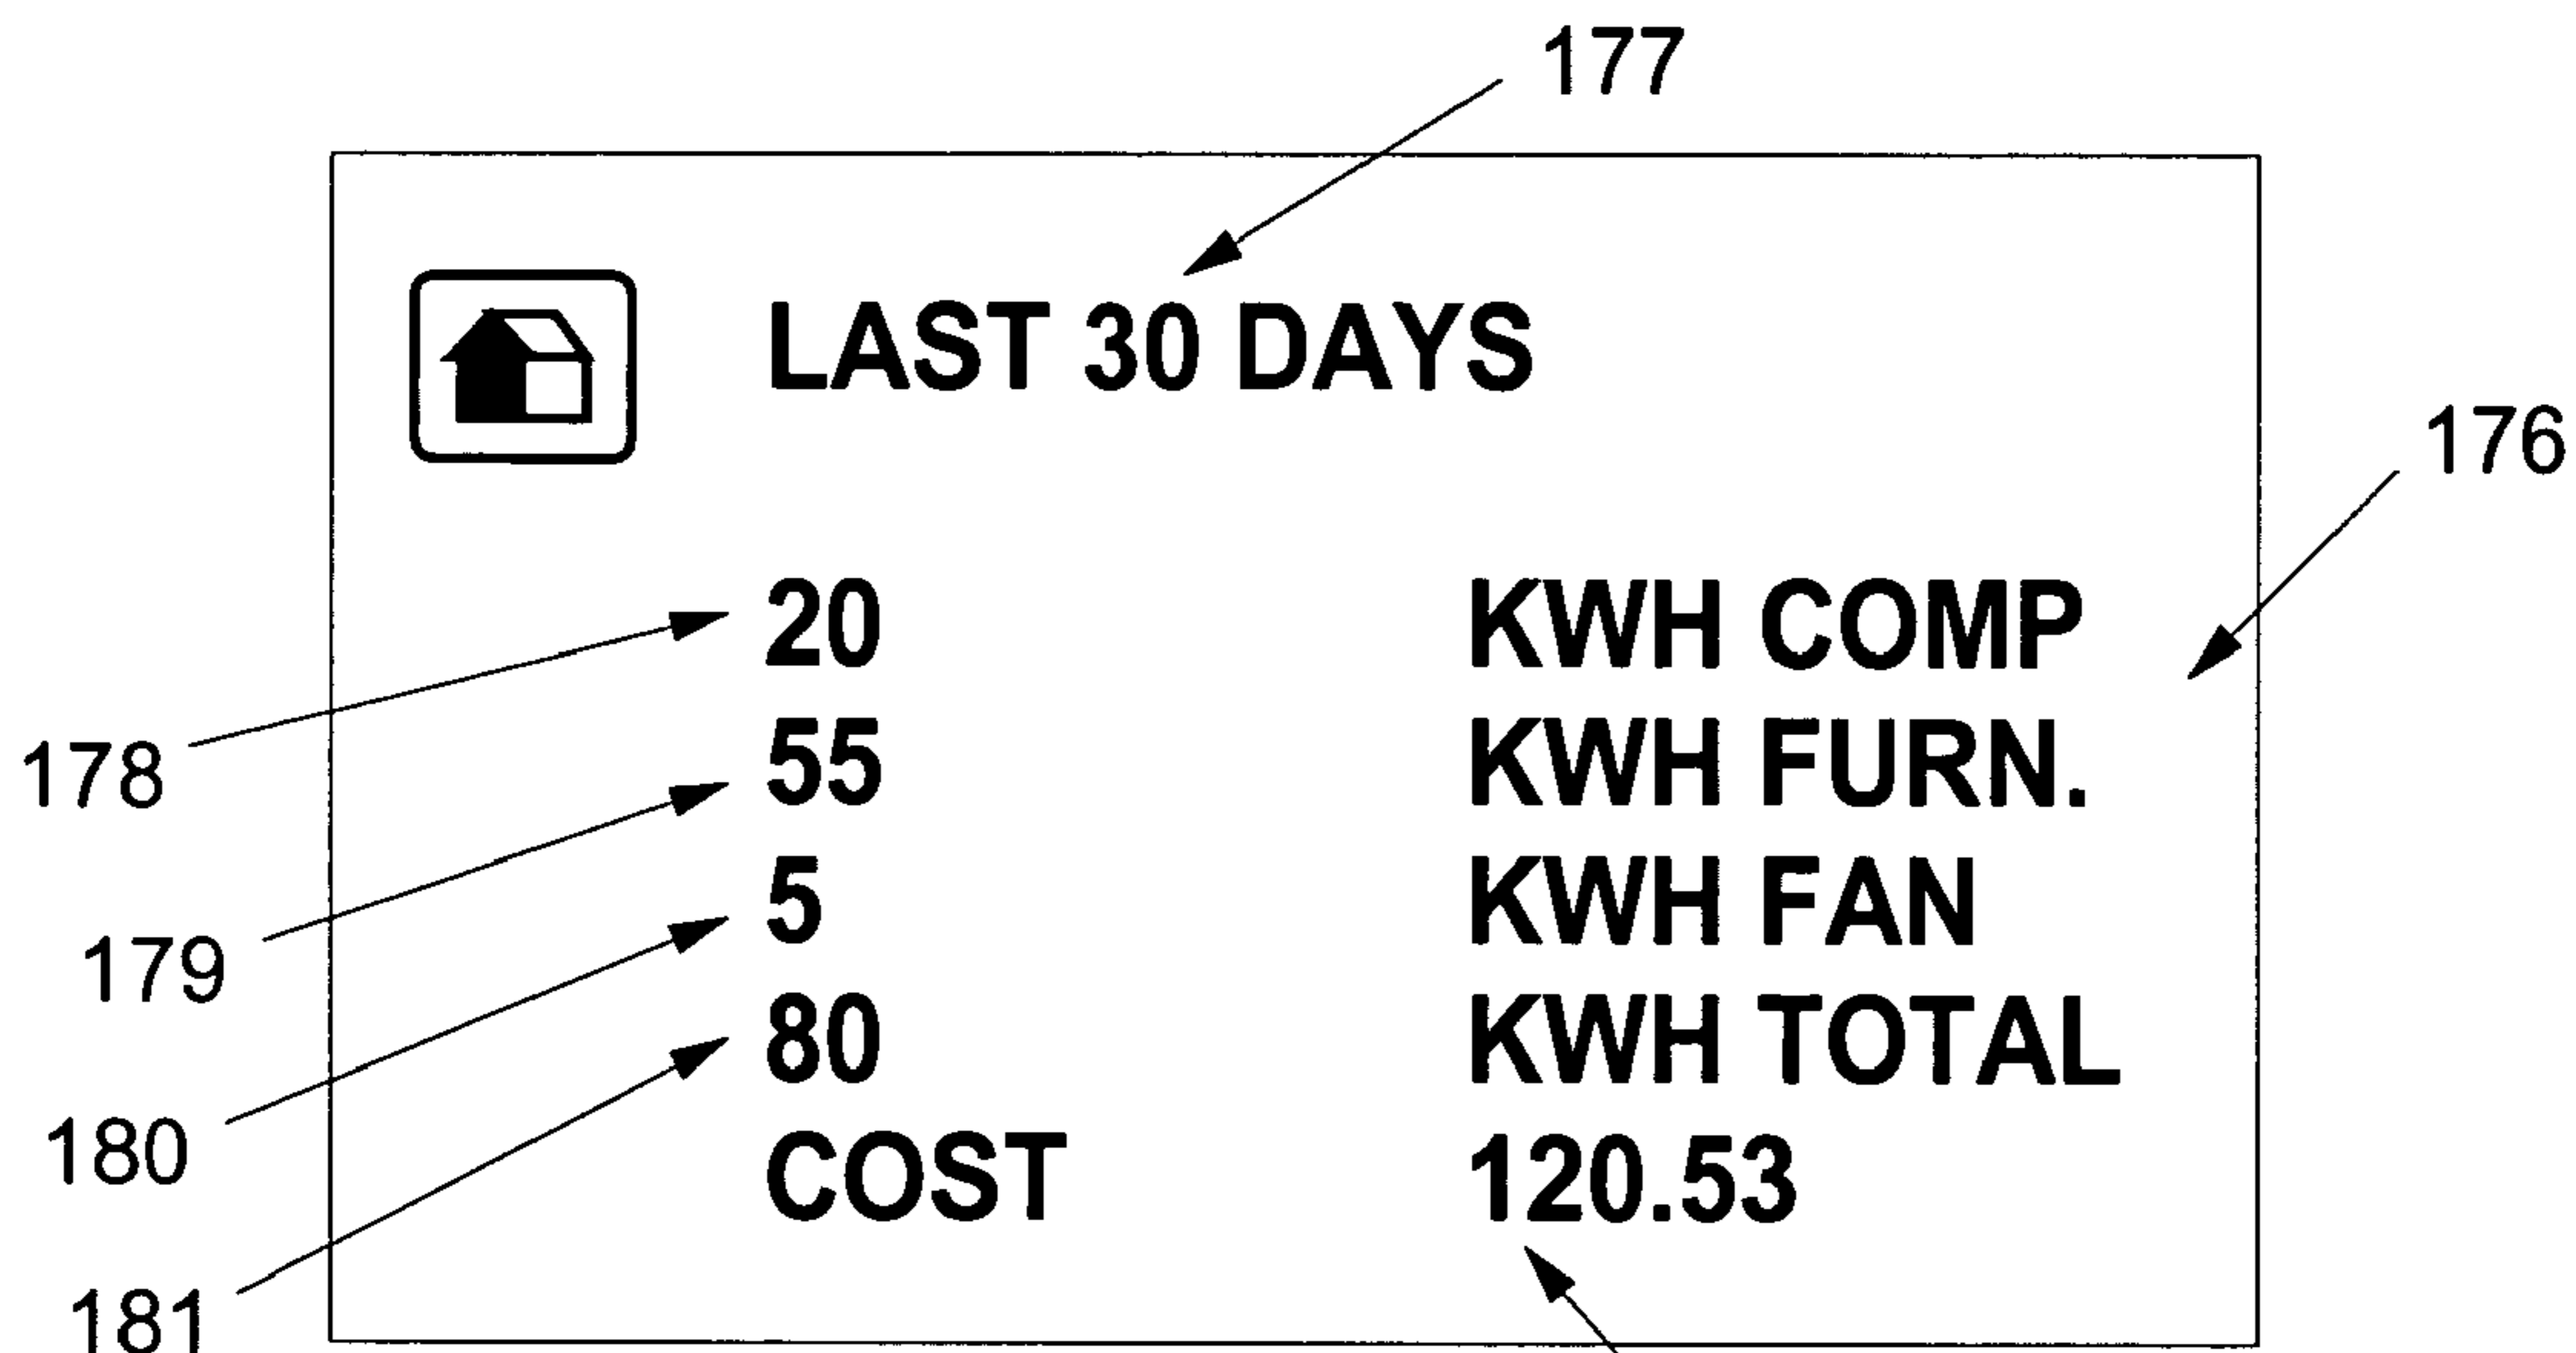 177
LAST 30 DAYS
176
20 KWH COMP
178
55 KWH FURN.
179
5 KWH FAN
180
80 KWH TOTAL
181
COST 120.53